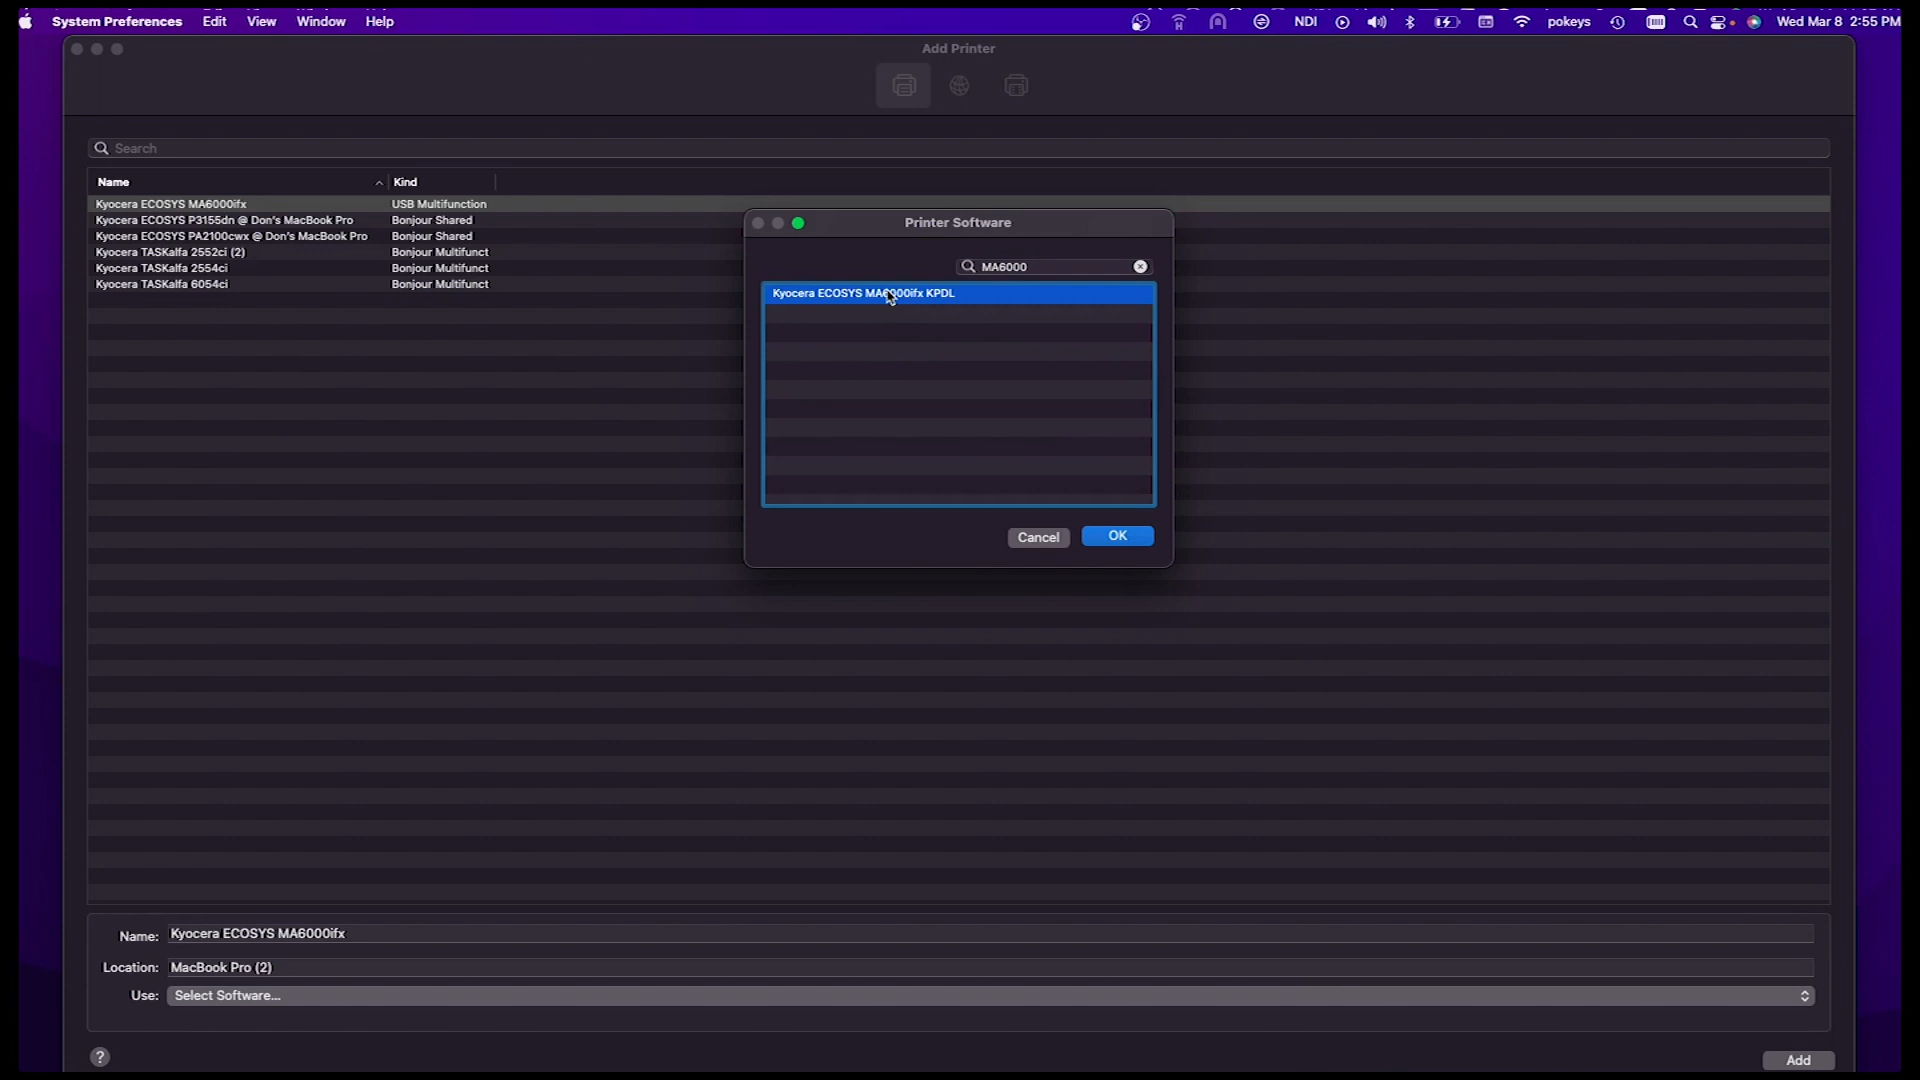 System Preferences Edit View Window Help NDI pokeys Wed Mar 8 2:55 PM
Add Printer
Search
Name Kind
Kyocera ECOSYS MA6000ifx USB Multifunction
Kyocera ECOSYS P3155dn @ Don's MacBook Pro Bonjour Shared
Kyocera ECOSYS PA2100cwx @ Don's MacBook Pro Bonjour Shared
Kyocera TASKalfa 2552ci (2) Bonjour Multifunct
Kyocera TASKalfa 2554ci Bonjour Multifunct
Kyocera TASKalfa 6054ci Bonjour Multifunct
Printer Software
MA6000
Kyocera ECOSYS MA6000ifx KPDL
Cancel OK
Name: Kyocera ECOSYS MA6000ifx
Location: MacBook Pro (2)
Use: Select Software...
? Add